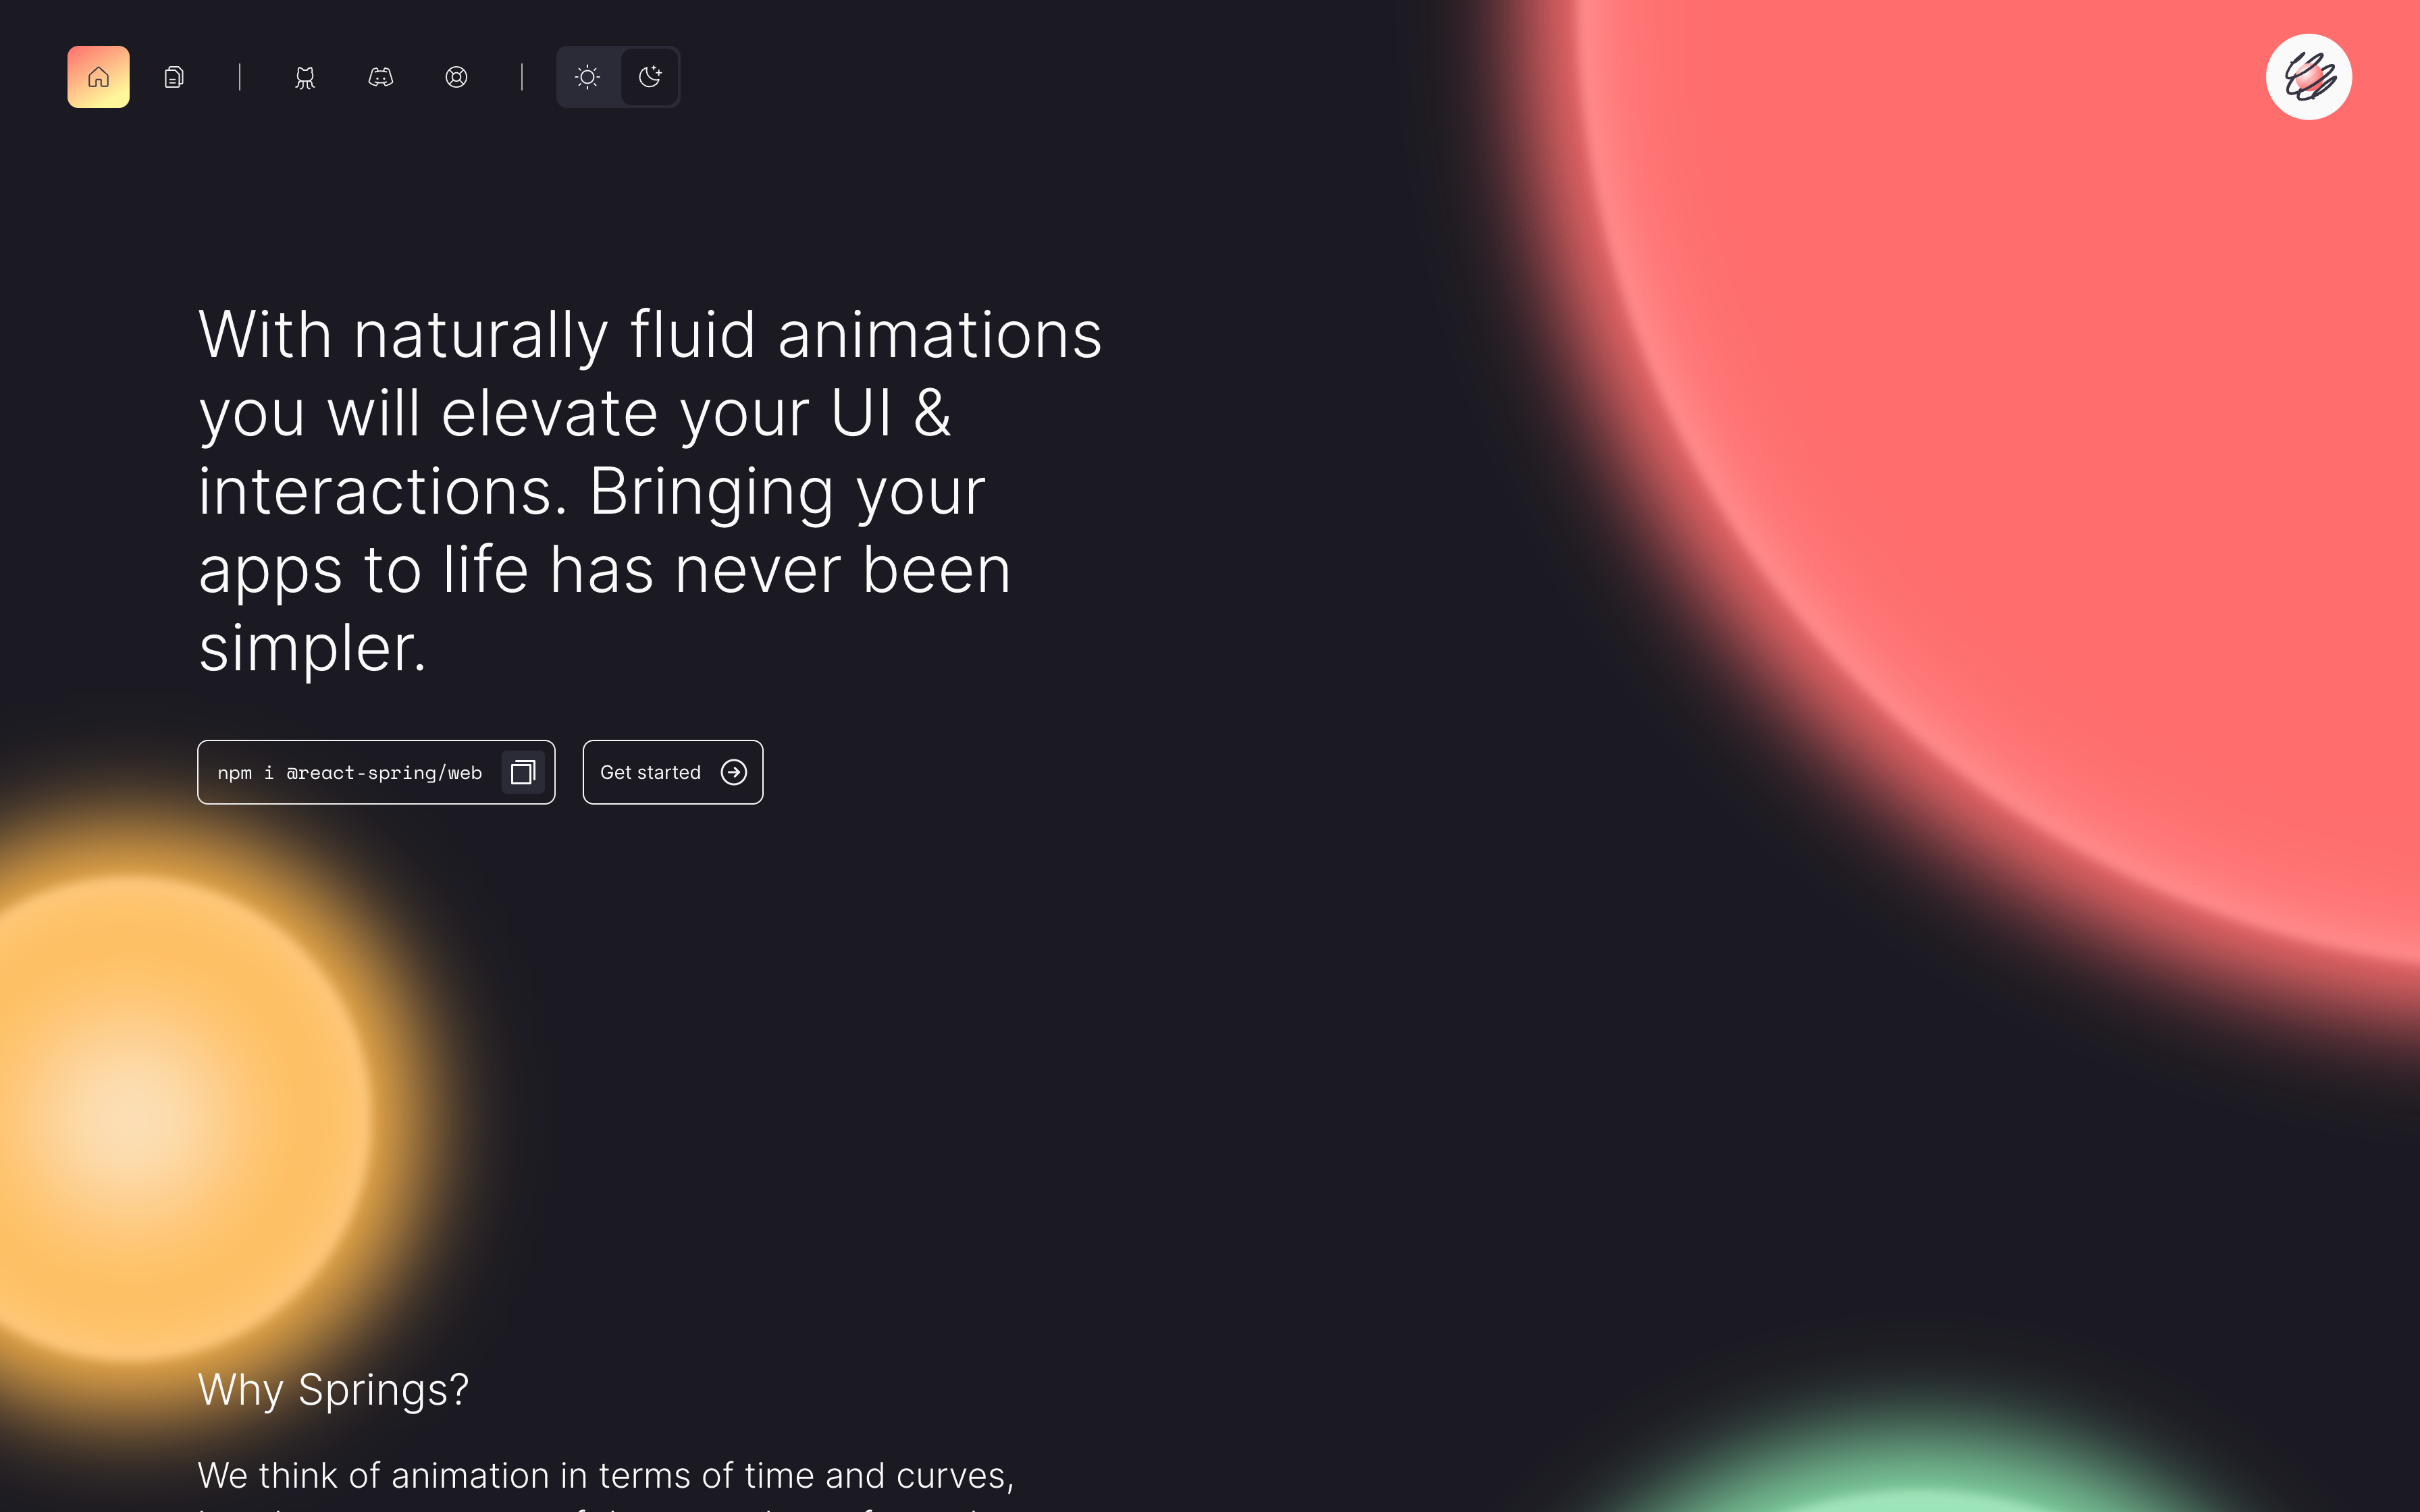 With naturally fluid animations
you will elevate your UI &
interactions. Bringing your
apps to life has never been
simpler.
npm i @react-spring/web
Get started
Why Springs?
We think of animation in terms of time and curves,